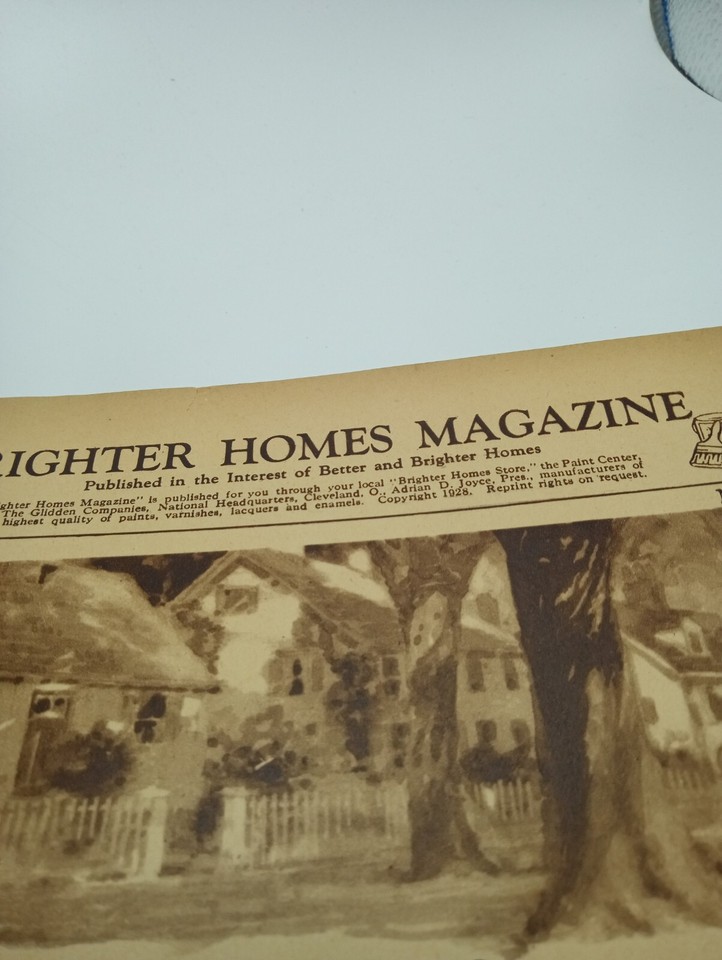 RIGHTER HOMES MAGAZINE
Published in the Interest of Better and Brighter Homes
ghter Homes Magazine" is published for you through your local "Brighter Homes Store," the Paint Center,
The Glidden Companies, National Headquarters, Cleveland, O., Adrian D. Joyce, Pres., manufacturers of
highest quality of paints, varnishes, lacquers and enamels. Copyright 1928. Reprint rights on request.